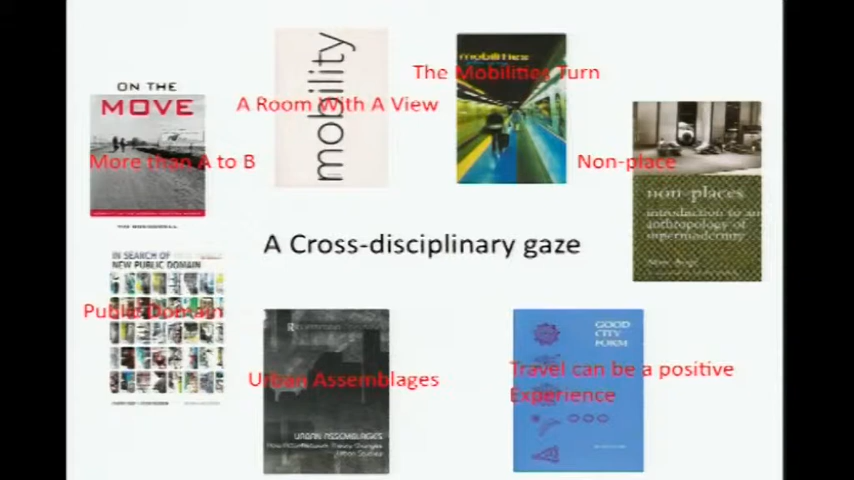 ON THE
MOVE
More than A to B
A Room With A View
mobility
The Mobilities Turn
mobilities
Non-place
non-places
introduction to an
anthropology of
supermodernity
A Cross-disciplinary gaze
IN SEARCH OF
NEW PUBLIC DOMAIN
Public Domain
Urban Assemblages
URBAN ASSEMBLAGES
GOOD
CITY
FORM
Travel can be a positive
Experience